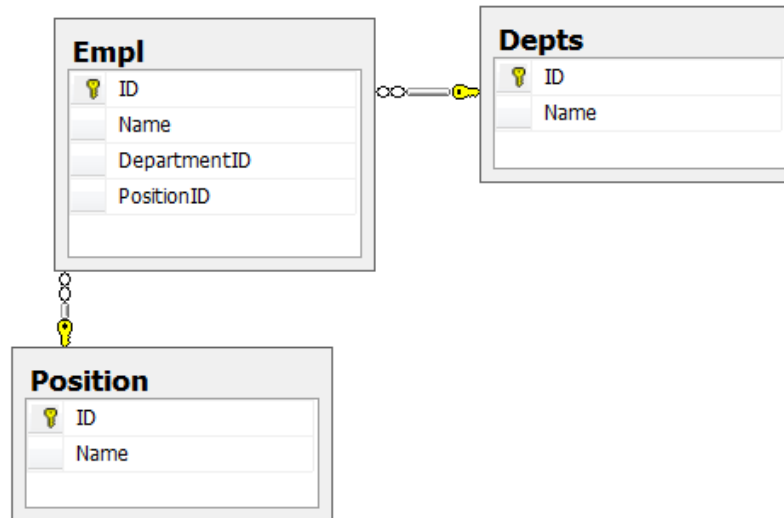 Empl
ID
Name
DepartmentID
PositionID
Depts
ID
Name
Position
ID
Name